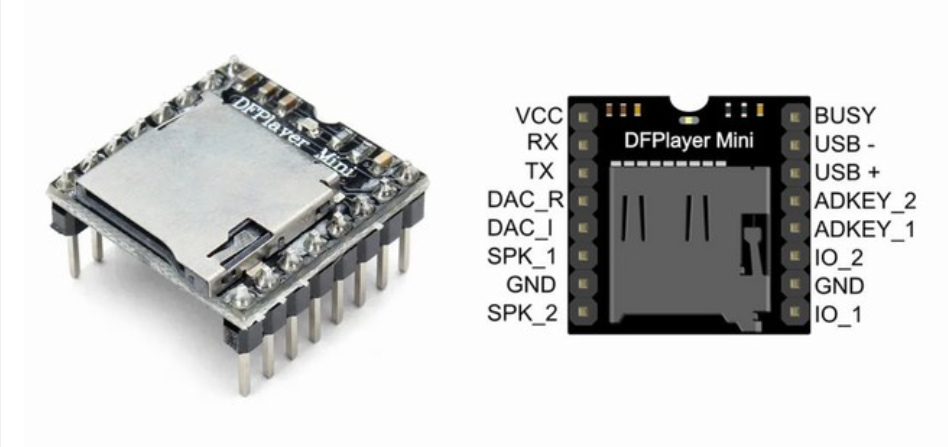 DFPlayer Mini
VCC
RX
TX
DAC_R
DAC_I
SPK_1
GND
SPK_2
DFPlayer Mini
BUSY
USB -
USB +
ADKEY_2
ADKEY_1
IO_2
GND
IO_1